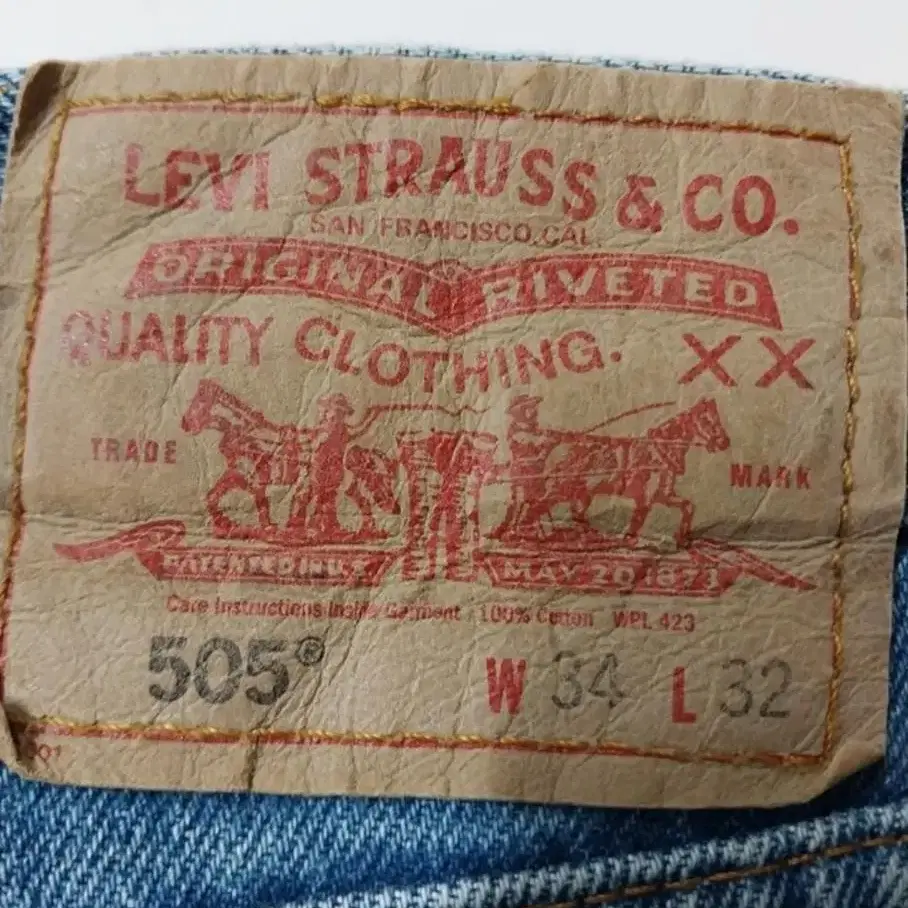 LEVI STRAUSS & CO.
SAN FRANCISCO, CAL.
ORIGINAL RIVETED
QUALITY CLOTHING. XX
TRADE MARK
PATENTED IN U.S. MAY 20 1873
Care Instructions Inside Garment 100% Cotton WPL 423
505® W 34 L 32